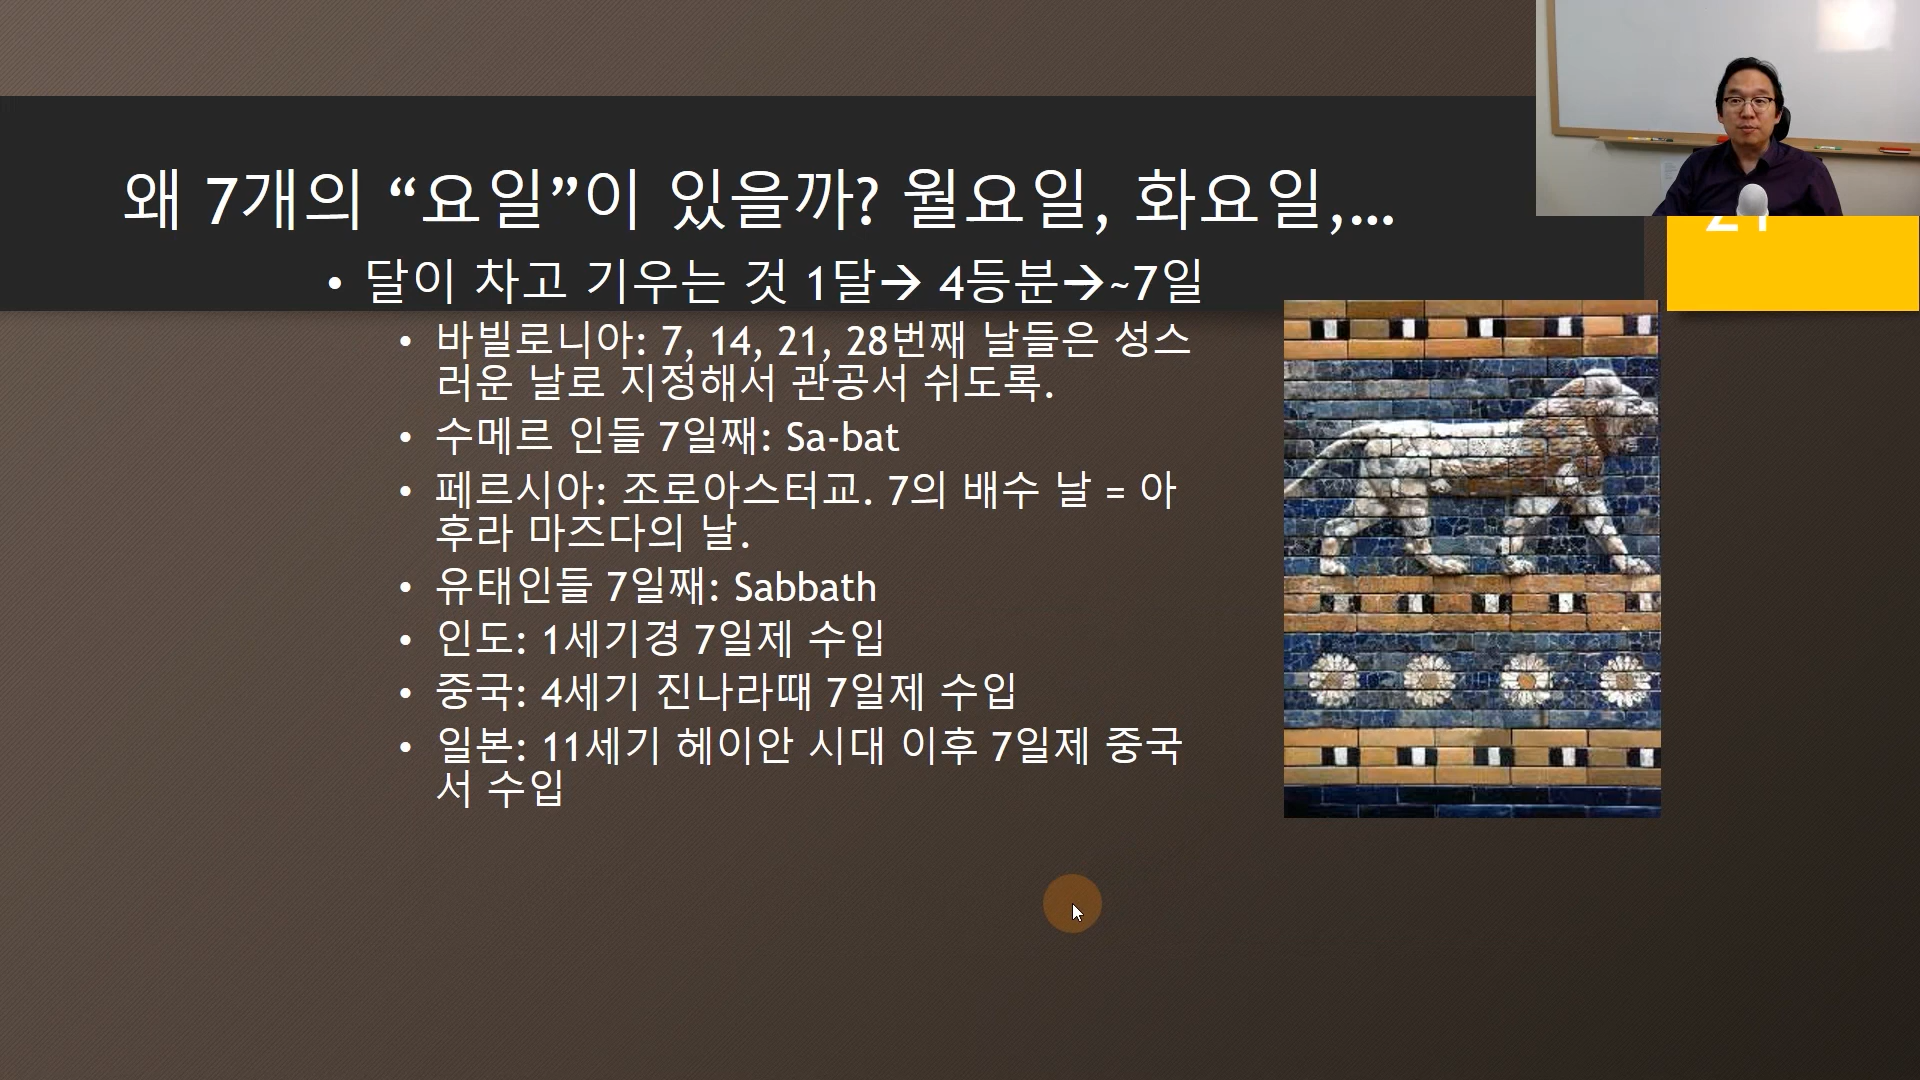 왜 7개의 “요일”이 있을까? 월요일, 화요일,...
• 달이 차고 기우는 것 1달→ 4등분→~7일
• 바빌로니아: 7, 14, 21, 28번째 날들은 성스
러운 날로 지정해서 관공서 쉬도록.
• 수메르 인들 7일째: Sa-bat
• 페르시아: 조로아스터교. 7의 배수 날 = 아
후라 마즈다의 날.
• 유태인들 7일째: Sabbath
• 인도: 1세기경 7일제 수입
• 중국: 4세기 진나라때 7일제 수입
• 일본: 11세기 헤이안 시대 이후 7일제 중국
서 수입